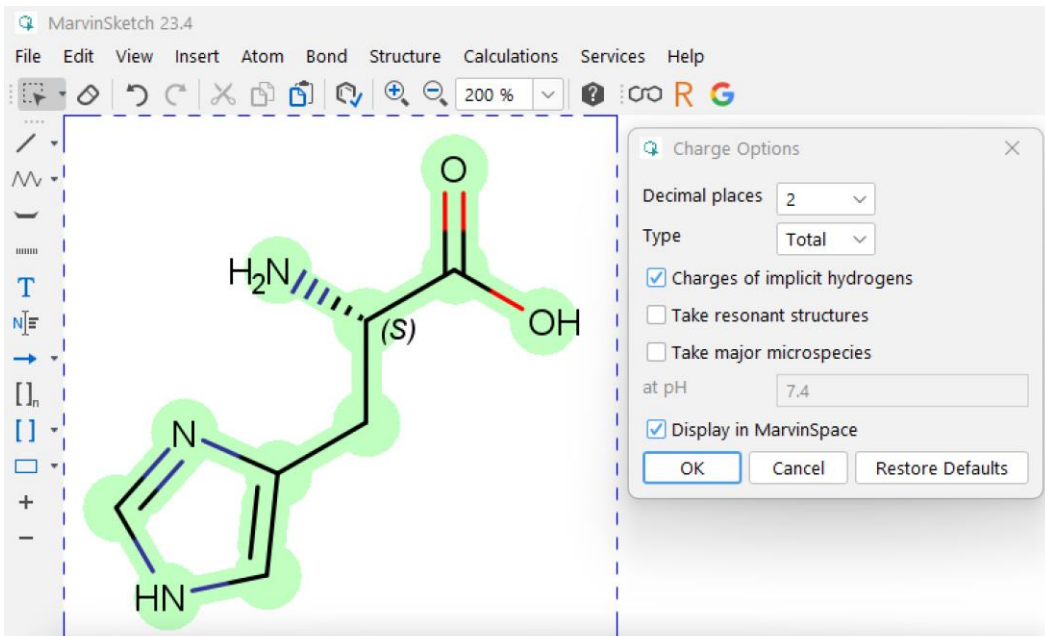 MarvinSketch 23.4
File Edit View Insert Atom Bond Structure Calculations Services Help
200 % ? R G
Charge Options
Decimal places 2
Type Total
Charges of implicit hydrogens
Take resonant structures
Take major microspecies
at pH 7.4
Display in MarvinSpace
OK Cancel Restore Defaults
T
N
[ ]n
[ ]
+
−
O
H2N
OH
(S)
N
HN